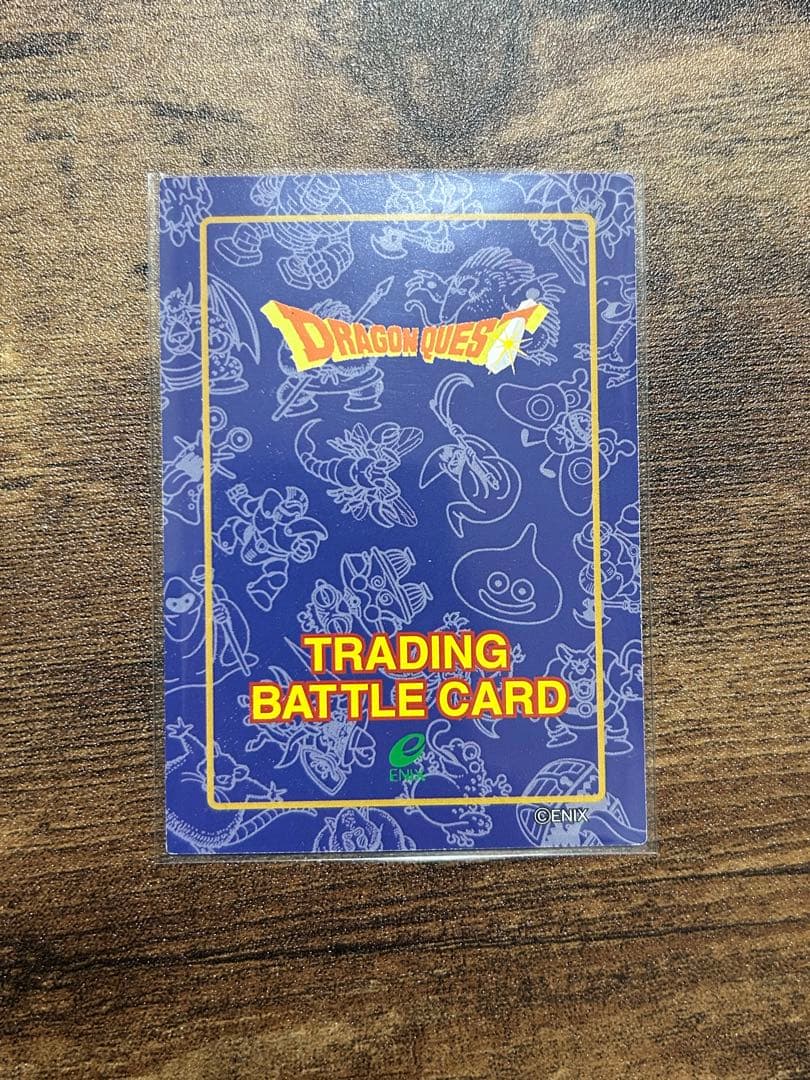 DRAGON QUEST
TRADING
BATTLE CARD
e
ENIX
©ENIX